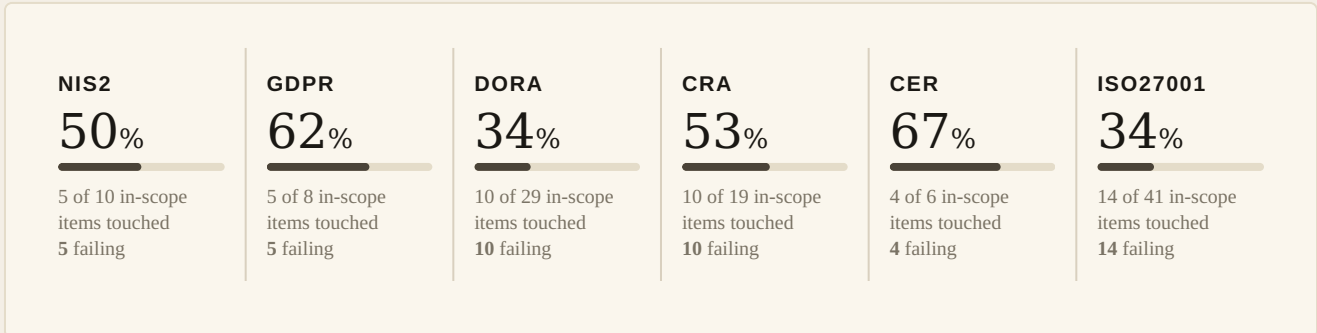 NIS2
50%
5 of 10 in-scope
items touched
5 failing
GDPR
62%
5 of 8 in-scope
items touched
5 failing
DORA
34%
10 of 29 in-scope
items touched
10 failing
CRA
53%
10 of 19 in-scope
items touched
10 failing
CER
67%
4 of 6 in-scope
items touched
4 failing
ISO27001
34%
14 of 41 in-scope
items touched
14 failing